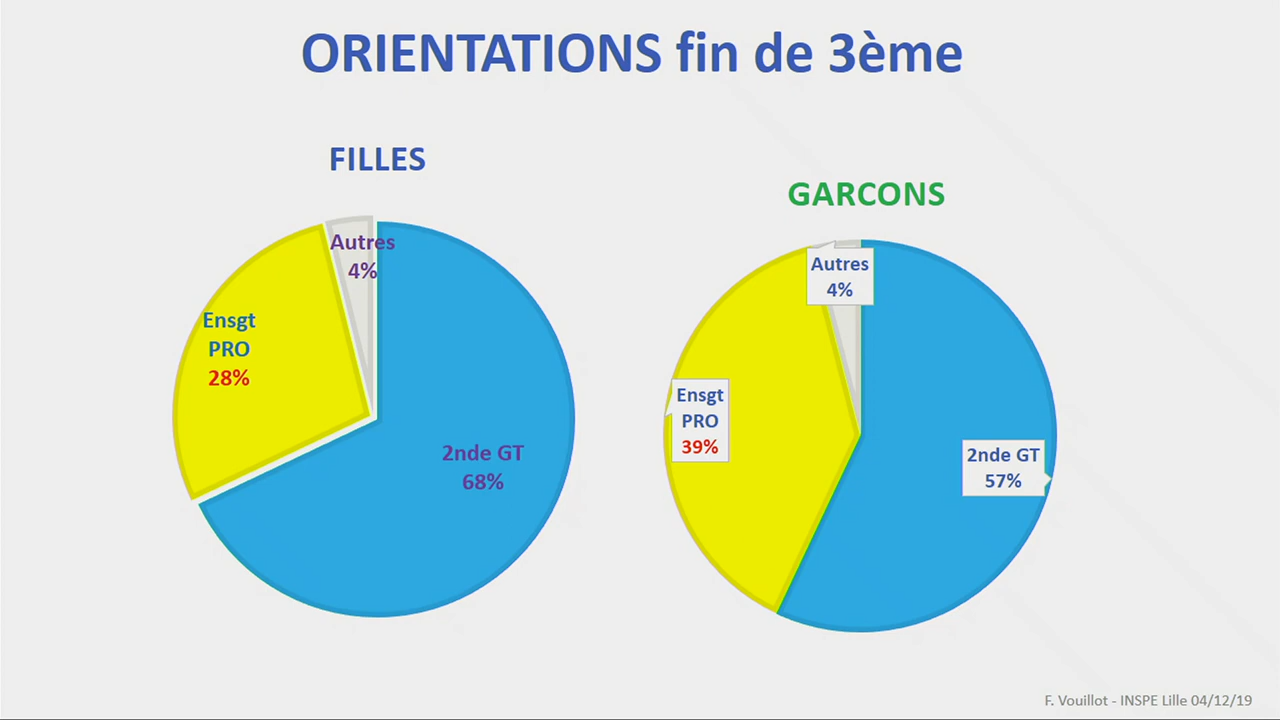 ORIENTATIONS fin de 3ème
FILLES
Autres
4%
Ensgt
PRO
28%
2nde GT
68%
GARCONS
Autres
4%
Ensgt
PRO
39%
2nde GT
57%
F. Vouillot - INSPE Lille 04/12/19